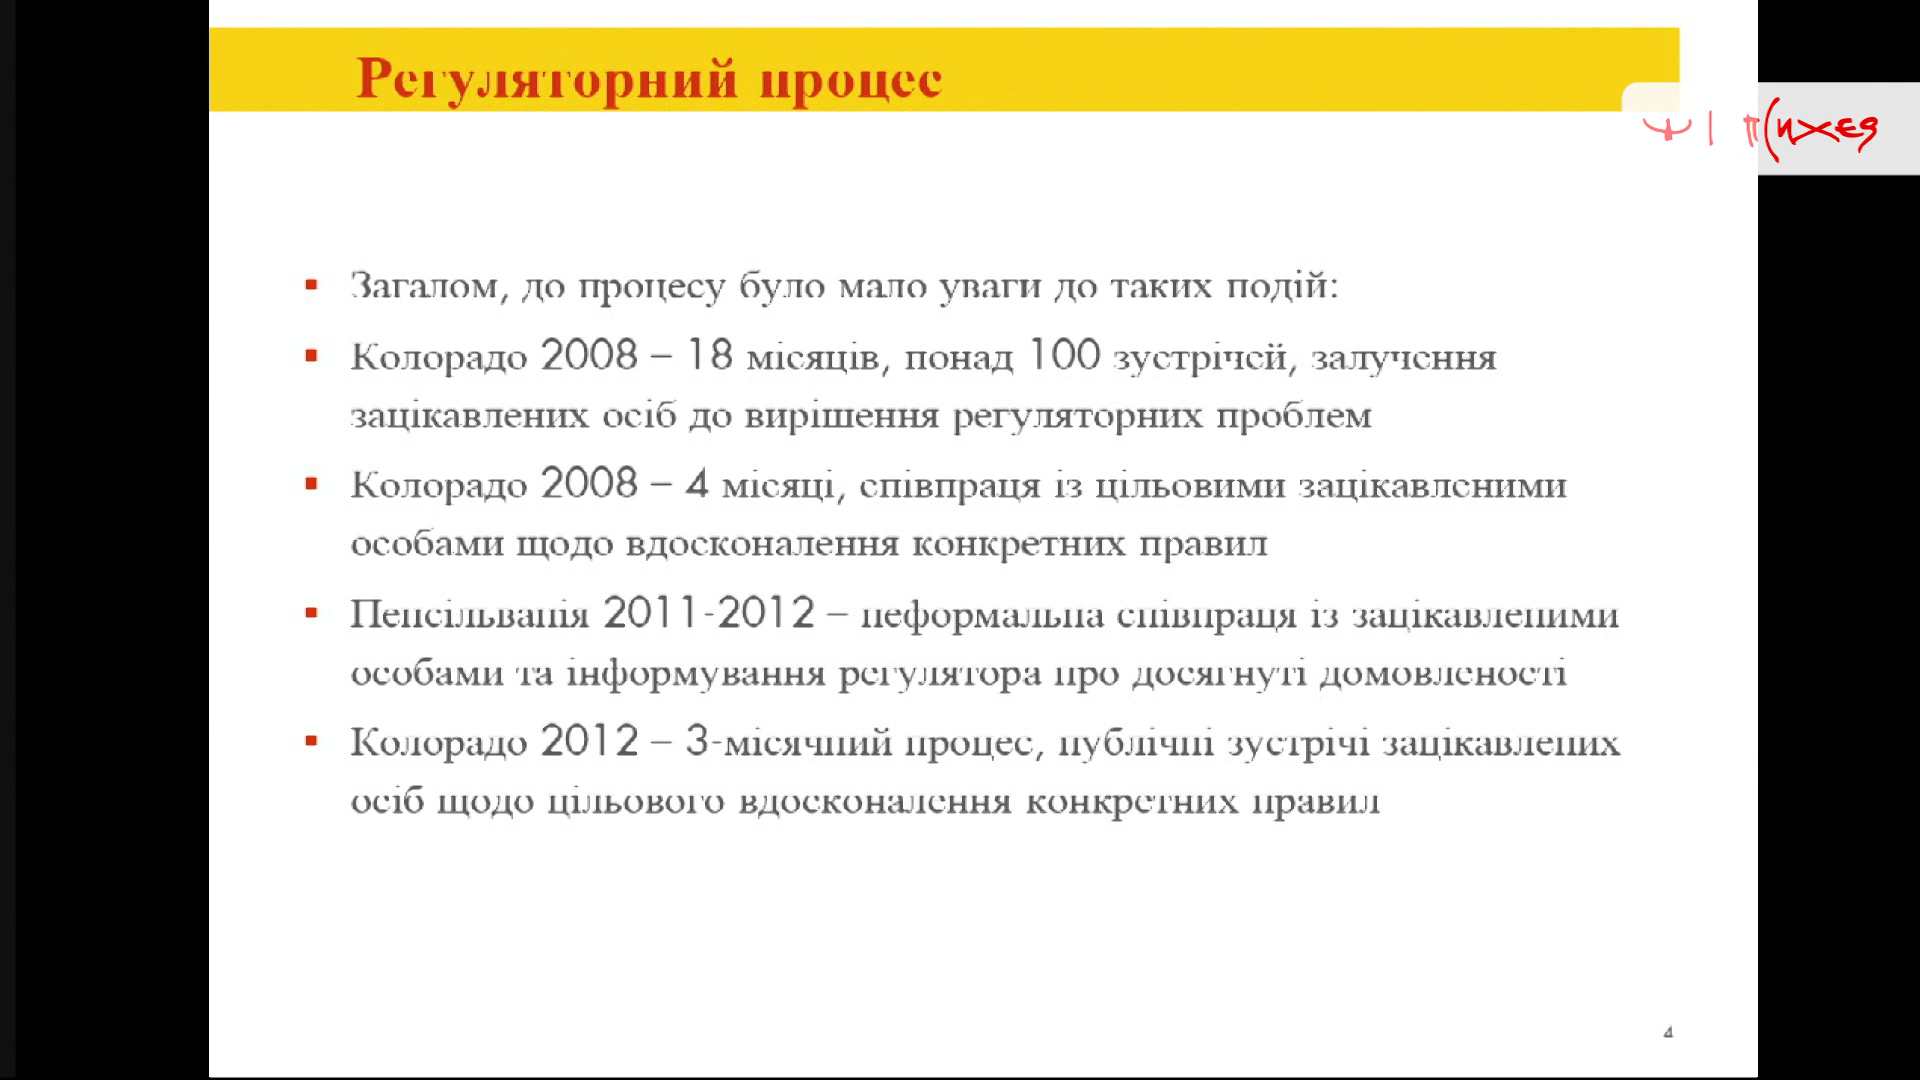 Регуляторний процес
Загалом, до процесу було мало уваги до таких подій:
Колорадо 2008 – 18 місяців, понад 100 зустрічей, залучення
зацікавлених осіб до вирішення регуляторних проблем
Колорадо 2008 – 4 місяці, співпраця із цільовими зацікавленими
особами щодо вдосконалення конкретних правил
Пенсільванія 2011-2012 – неформальна співпраця із зацікавленими
особами та інформування регулятора про досягнуті домовленості
Колорадо 2012 – 3-місячний процес, публічні зустрічі зацікавлених
осіб щодо цільового вдосконалення конкретних правил
4